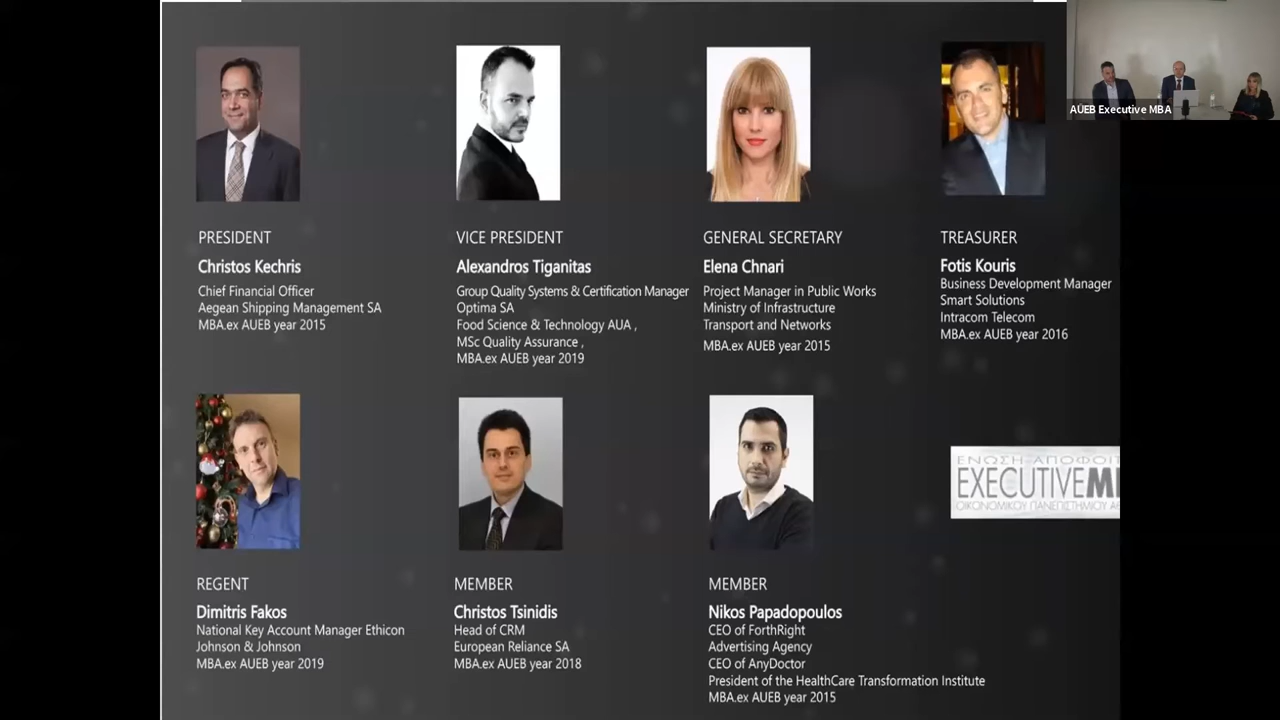 AUEB Executive MBA
PRESIDENT
Christos Kechris
Chief Financial Officer
Aegean Shipping Management SA
MBA.ex AUEB year 2015
VICE PRESIDENT
Alexandros Tiganitas
Group Quality Systems & Certification Manager
Optima SA
Food Science & Technology AUA ,
MSc Quality Assurance ,
MBA.ex AUEB year 2019
GENERAL SECRETARY
Elena Chnari
Project Manager in Public Works
Ministry of Infrastructure
Transport and Networks
MBA.ex AUEB year 2015
TREASURER
Fotis Kouris
Business Development Manager
Smart Solutions
Intracom Telecom
MBA.ex AUEB year 2016
REGENT
Dimitris Fakos
National Key Account Manager Ethicon
Johnson & Johnson
MBA.ex AUEB year 2019
MEMBER
Christos Tsinidis
Head of CRM
European Reliance SA
MBA.ex AUEB year 2018
MEMBER
Nikos Papadopoulos
CEO of ForthRight
Advertising Agency
CEO of AnyDoctor
President of the HealthCare Transformation Institute
MBA.ex AUEB year 2015
ΕΝΩΣΗ ΑΠΟΦΟΙΤ
EXECUTIVEM
ΟΙΚΟΝΟΜΙΚΟΥ ΠΑΝΕΠΙΣΤΗΜΙΟΥ